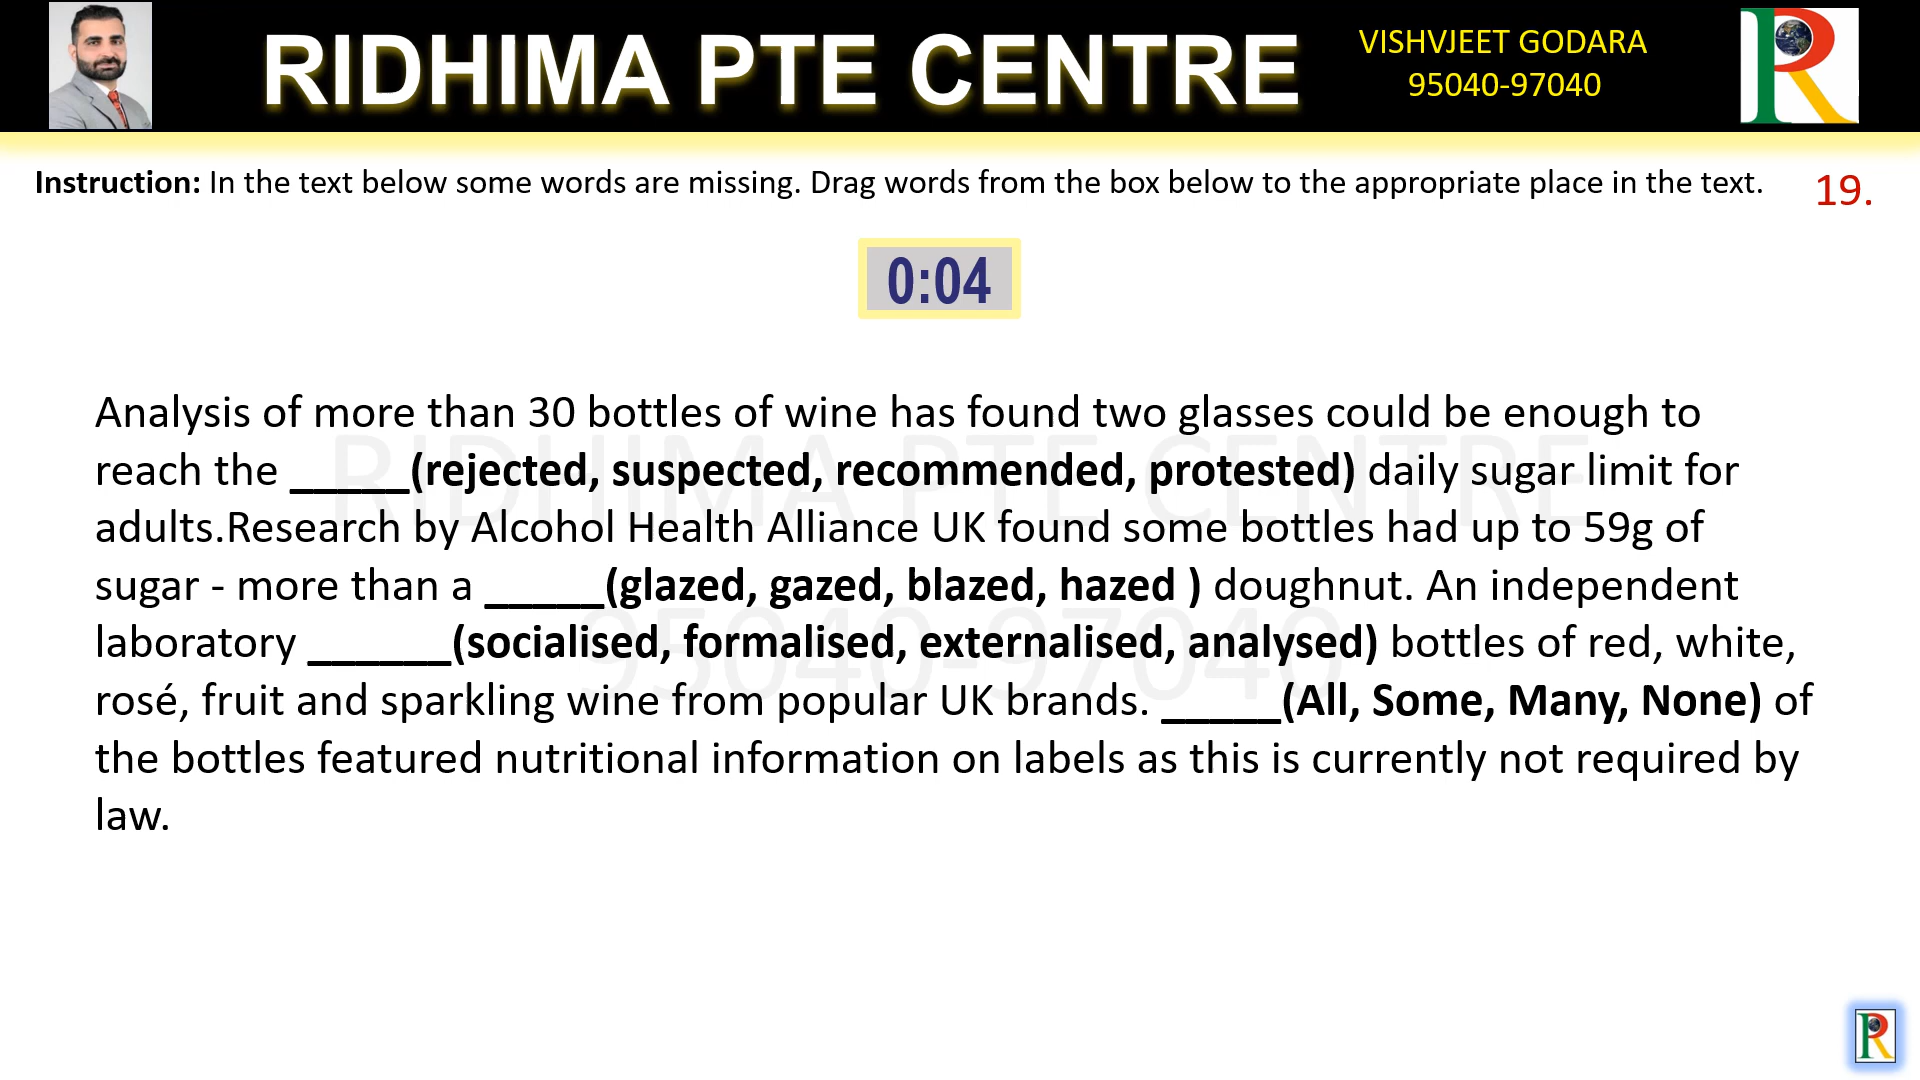 RIDHIMA PTE CENTRE
VISHVJEET GODARA
95040-97040
Instruction: In the text below some words are missing. Drag words from the box below to the appropriate place in the text.
19.
0:04
Analysis of more than 30 bottles of wine has found two glasses could be enough to
reach the _____(rejected, suspected, recommended, protested) daily sugar limit for
adults.Research by Alcohol Health Alliance UK found some bottles had up to 59g of
sugar - more than a _____(glazed, gazed, blazed, hazed ) doughnut. An independent
laboratory ______(socialised, formalised, externalised, analysed) bottles of red, white,
rosé, fruit and sparkling wine from popular UK brands. _____(All, Some, Many, None) of
the bottles featured nutritional information on labels as this is currently not required by
law.
RIDHIMA PTE CENTRE
95040-97040